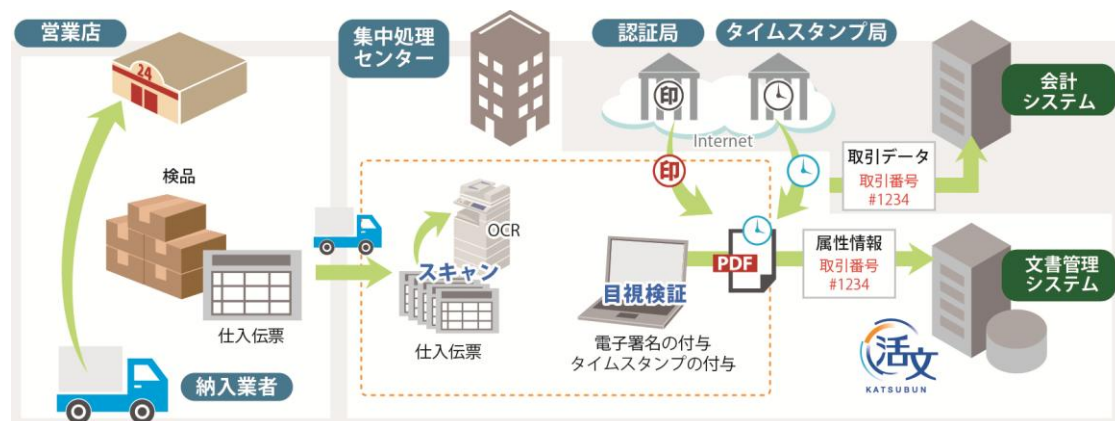 営業店
24
検品
仕入伝票
納入業者
集中処理
センター
OCR
スキャン
仕入伝票
認証局
タイムスタンプ局
印
Internet
印
目視検証
電子署名の付与
タイムスタンプの付与
PDF
取引データ
取引番号
#1234
属性情報
取引番号
#1234
会計
システム
文書管理
システム
活文
KATSUBUN